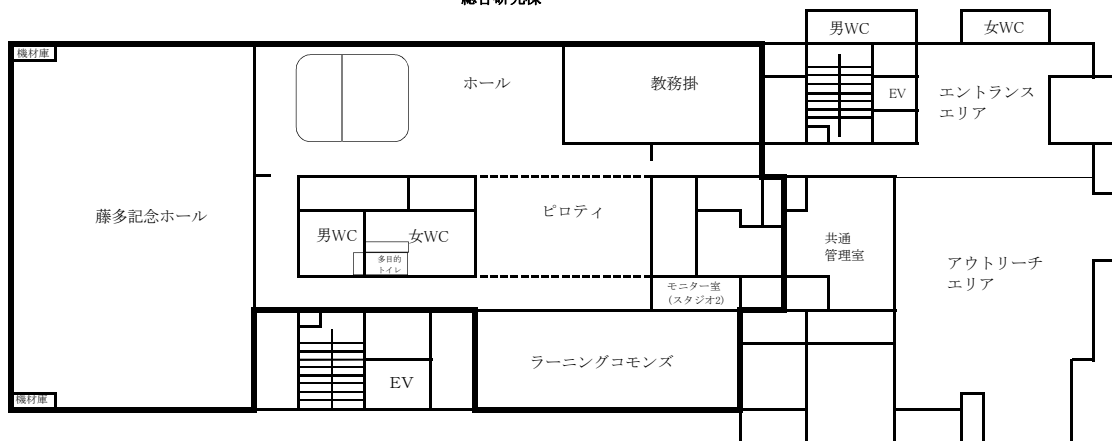 総合研究棟
男WC
女WC
機材庫
ホール
教務掛
EV
エントランス
エリア
藤多記念ホール
ピロティ
男WC
女WC
多目的
トイレ
共通
管理室
アウトリーチ
エリア
モニター室
(スタジオ2)
ラーニングコモンズ
EV
機材庫